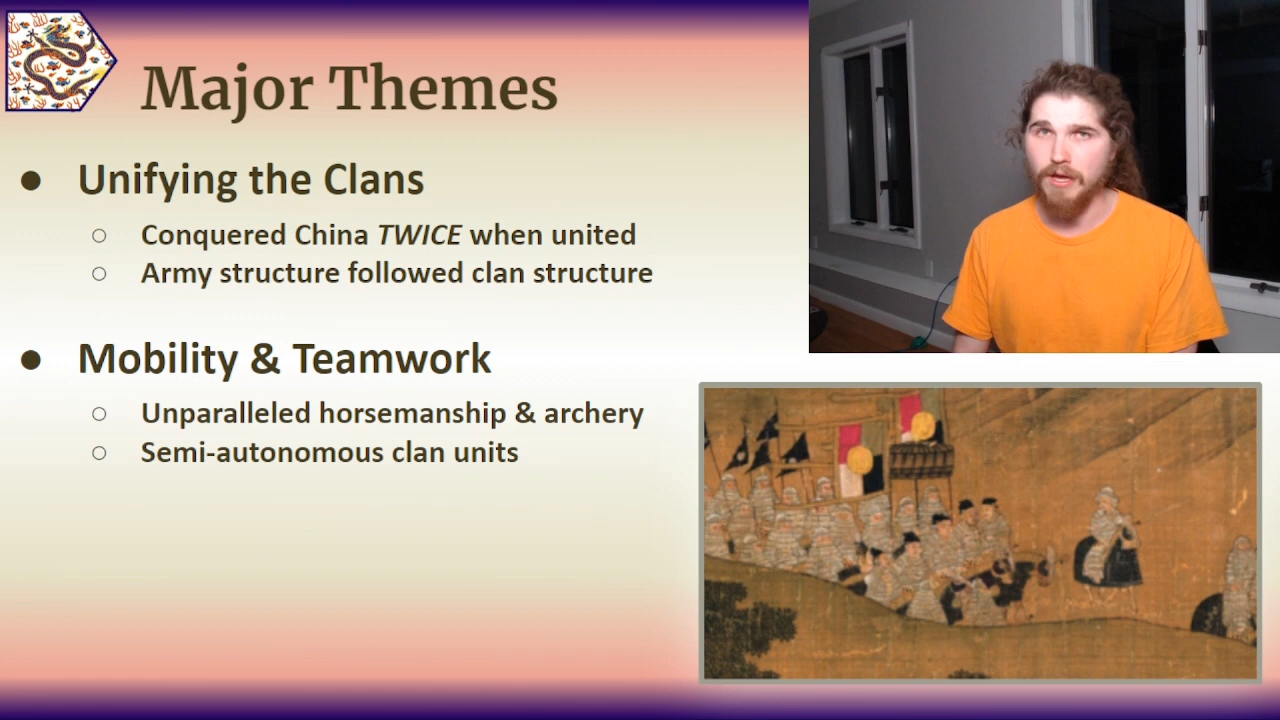 Major Themes
● Unifying the Clans
○ Conquered China TWICE when united
○ Army structure followed clan structure
● Mobility & Teamwork
○ Unparalleled horsemanship & archery
○ Semi-autonomous clan units